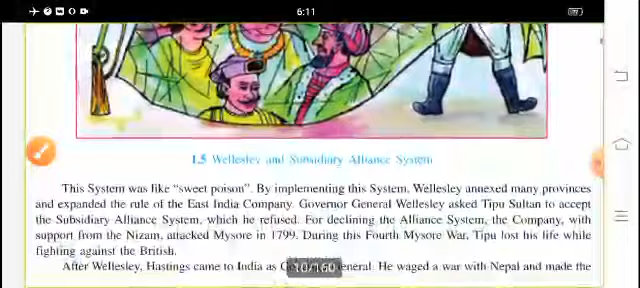 6:11
1.5 Wellesley and Subsidiary Alliance System
This System was like "sweet poison". By implementing this System, Wellesley annexed many provinces
and expanded the rule of the East India Company. Governor General Wellesley asked Tipu Sultan to accept
the Subsidiary Alliance System, which he refused. For declining the Alliance System, the Company, with
support from the Nizam, attacked Mysore in 1799. During this Fourth Mysore War, Tipu lost his life while
fighting against the British.
After Wellesley, Hastings came to India as General. He waged a war with Nepal and made the
10/160